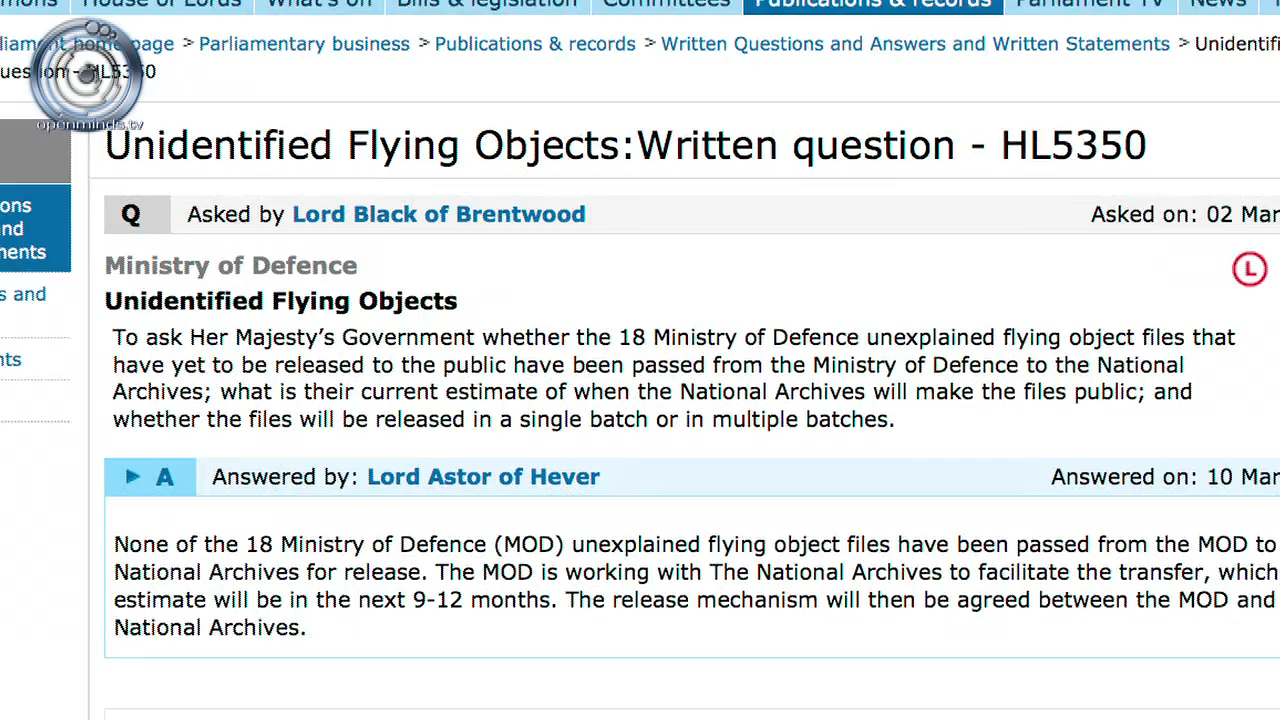 House of Lords What's on Bills & legislation Committees Publications & records Parliament TV News
home page > Parliamentary business > Publications & records > Written Questions and Answers and Written Statements > Unidentifi
HL5350
openminds.tv
Unidentified Flying Objects:Written question - HL5350
ons
nd
ments
s and
nts
Q Asked by Lord Black of Brentwood Asked on: 02 Mar
Ministry of Defence
L
Unidentified Flying Objects
To ask Her Majesty’s Government whether the 18 Ministry of Defence unexplained flying object files that
have yet to be released to the public have been passed from the Ministry of Defence to the National
Archives; what is their current estimate of when the National Archives will make the files public; and
whether the files will be released in a single batch or in multiple batches.
A Answered by: Lord Astor of Hever Answered on: 10 Mar
None of the 18 Ministry of Defence (MOD) unexplained flying object files have been passed from the MOD to
National Archives for release. The MOD is working with The National Archives to facilitate the transfer, which
estimate will be in the next 9-12 months. The release mechanism will then be agreed between the MOD and
National Archives.